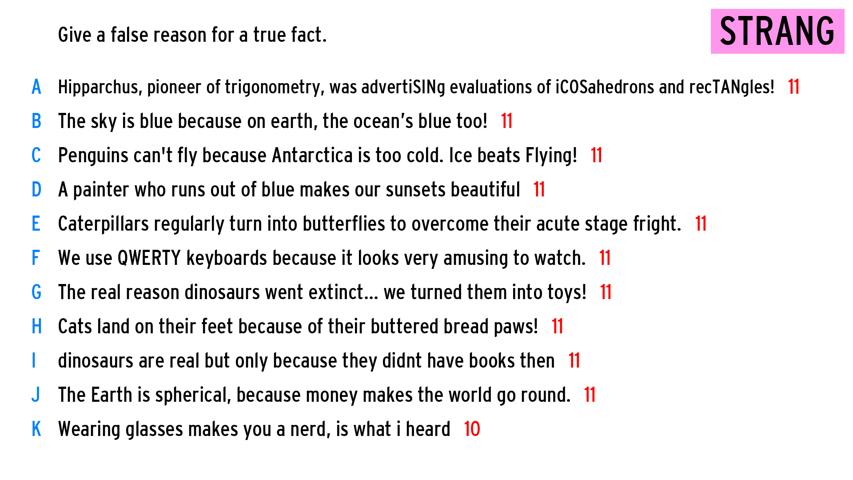 Give a false reason for a true fact.
STRANG
A Hipparchus, pioneer of trigonometry, was advertiSINg evaluations of iCOSahedrons and recTANgles! 11
B The sky is blue because on earth, the ocean’s blue too! 11
C Penguins can't fly because Antarctica is too cold. Ice beats Flying! 11
D A painter who runs out of blue makes our sunsets beautiful 11
E Caterpillars regularly turn into butterflies to overcome their acute stage fright. 11
F We use QWERTY keyboards because it looks very amusing to watch. 11
G The real reason dinosaurs went extinct... we turned them into toys! 11
H Cats land on their feet because of their buttered bread paws! 11
I dinosaurs are real but only because they didnt have books then 11
J The Earth is spherical, because money makes the world go round. 11
K Wearing glasses makes you a nerd, is what i heard 10